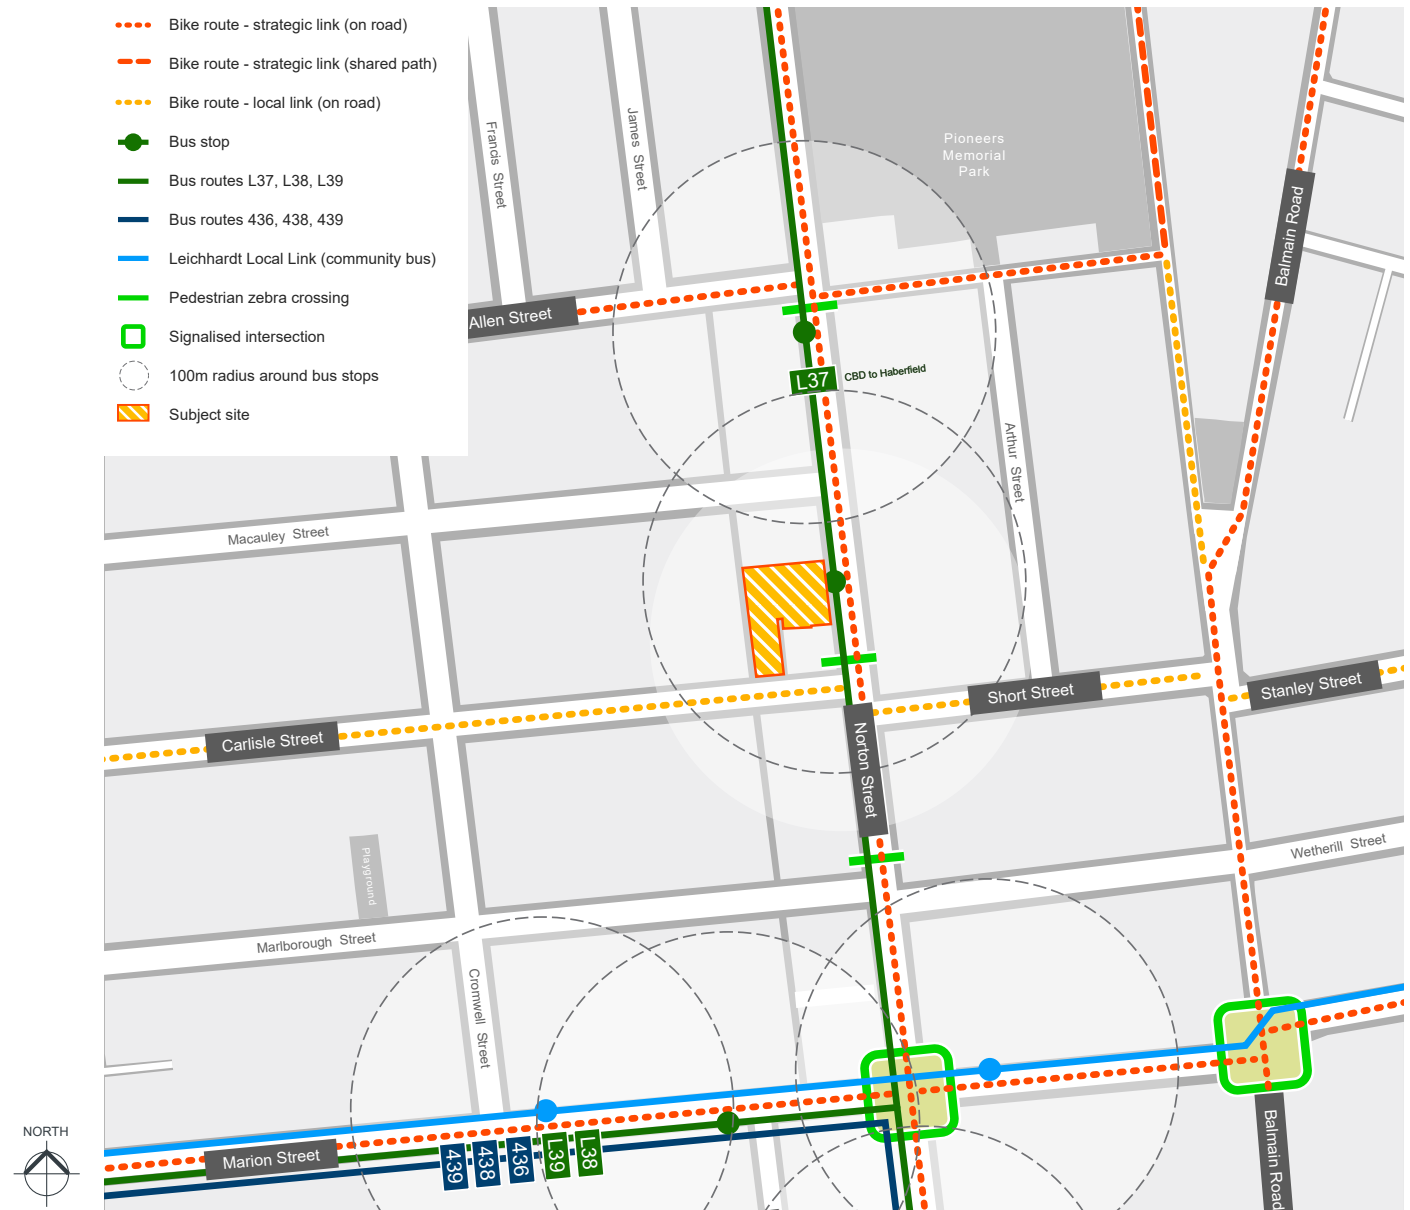 Bike route - strategic link (on road)
Bike route - strategic link (shared path)
Bike route - local link (on road)
Bus stop
Bus routes L37, L38, L39
Bus routes 436, 438, 439
Leichhardt Local Link (community bus)
Pedestrian zebra crossing
Signalised intersection
100m radius around bus stops
Subject site
Francis Street
James Street
Pioneers
Memorial
Park
Balmain Road
Allen Street
L37
CBD to Haberfield
Arthur Street
Macauley Street
Short Street
Stanley Street
Carlisle Street
Norton Street
Wetherill Street
Playground
Marlborough Street
Cromwell Street
NORTH
Marion Street
439
438
436
L39
L38
Balmain Road